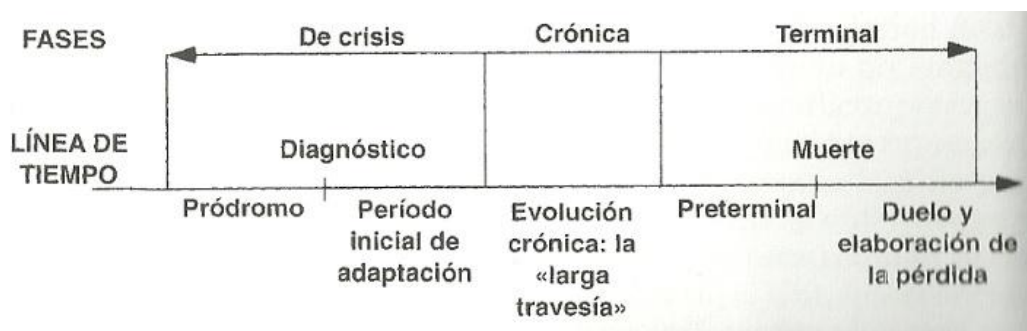 FASES
De crisis
Crónica
Terminal
LÍNEA DE
TIEMPO
Diagnóstico
Muerte
Pródromo
Período
inicial de
adaptación
Evolución
crónica: la
«larga
travesía»
Preterminal
Duelo y
elaboración de
la pérdida